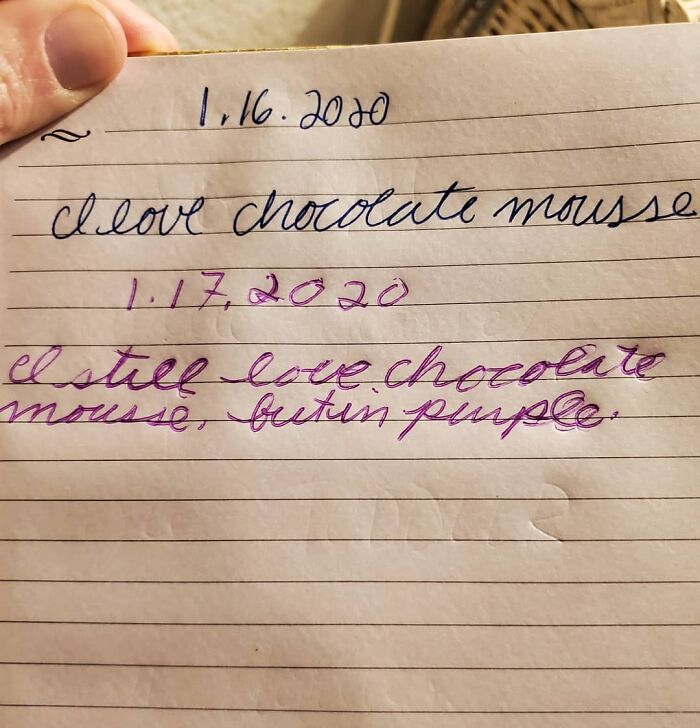 1.16.2020
I love chocolate mousse
1.17.2020
I still love chocolate
mousse, but in purple.